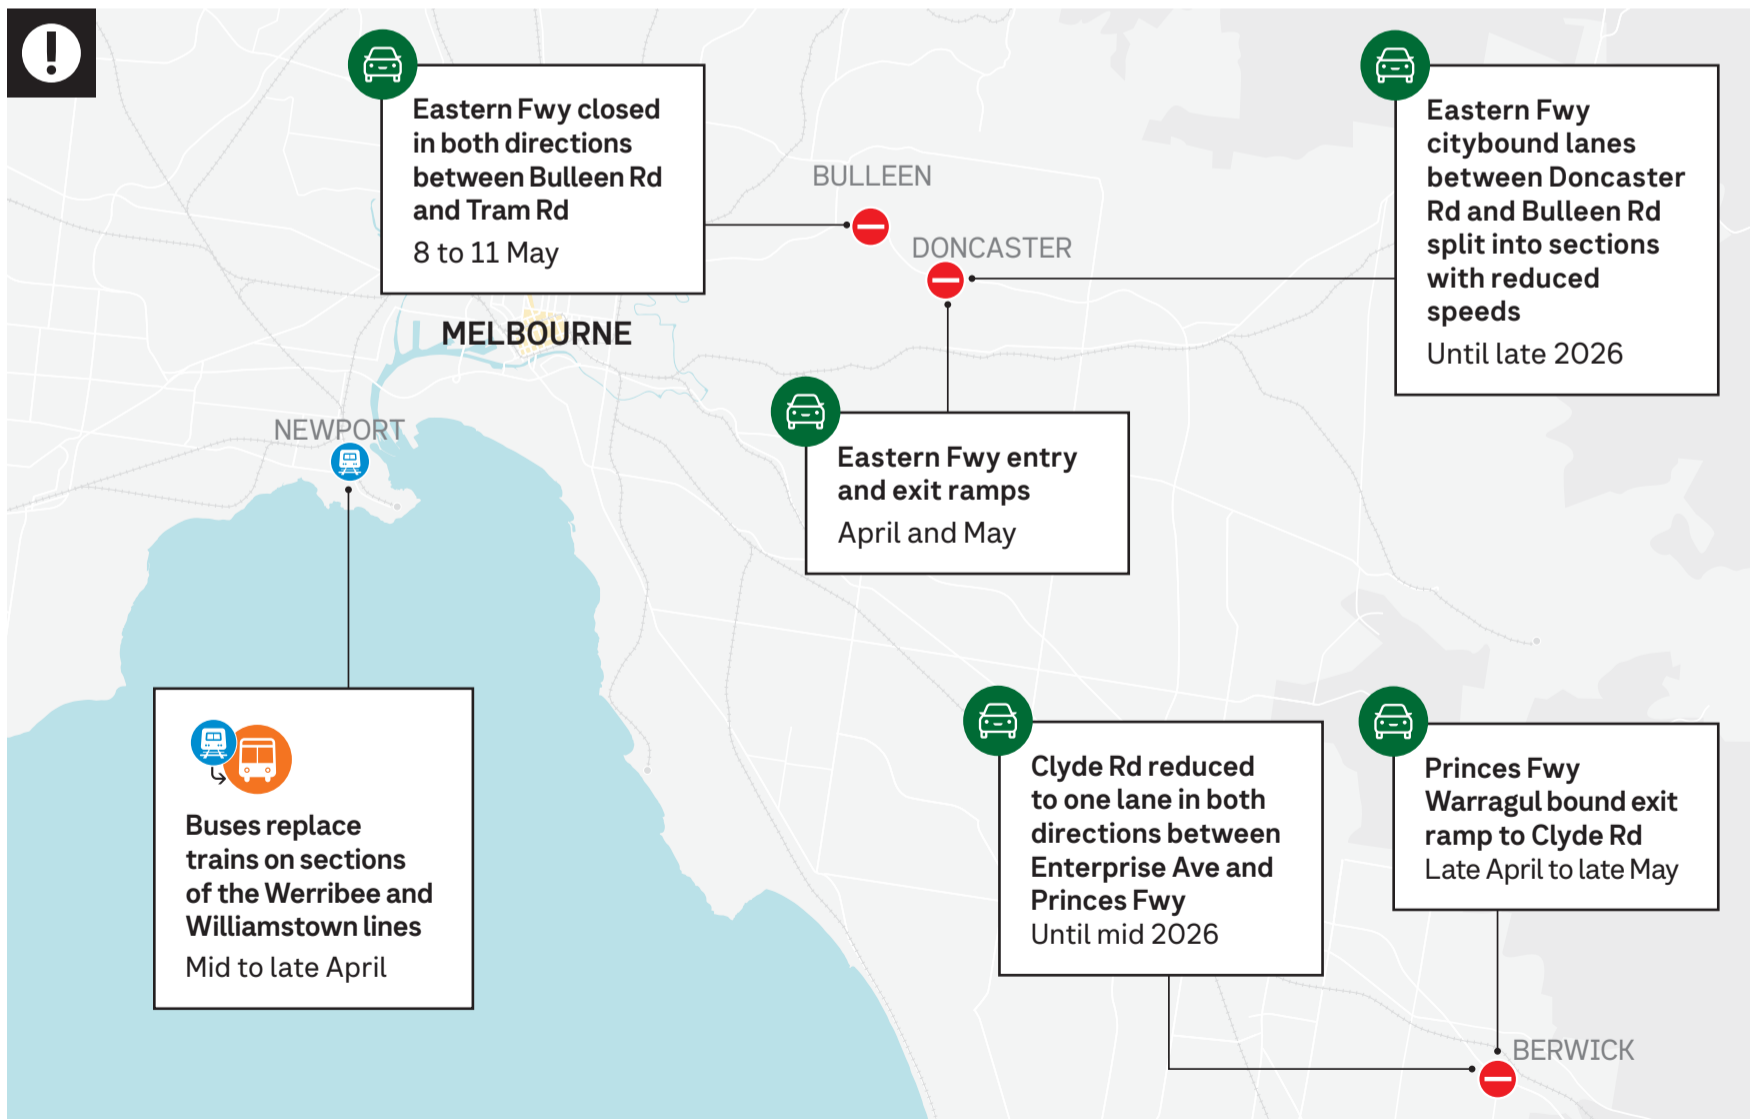 Eastern Fwy closed
in both directions
between Bulleen Rd
and Tram Rd
8 to 11 May
Eastern Fwy
citybound lanes
between Doncaster
Rd and Bulleen Rd
split into sections
with reduced
speeds
Until late 2026
BULLEEN
DONCASTER
MELBOURNE
NEWPORT
Eastern Fwy entry
and exit ramps
April and May
Buses replace
trains on sections
of the Werribee and
Williamstown lines
Mid to late April
Clyde Rd reduced
to one lane in both
directions between
Enterprise Ave and
Princes Fwy
Until mid 2026
Princes Fwy
Warragul bound exit
ramp to Clyde Rd
Late April to late May
BERWICK